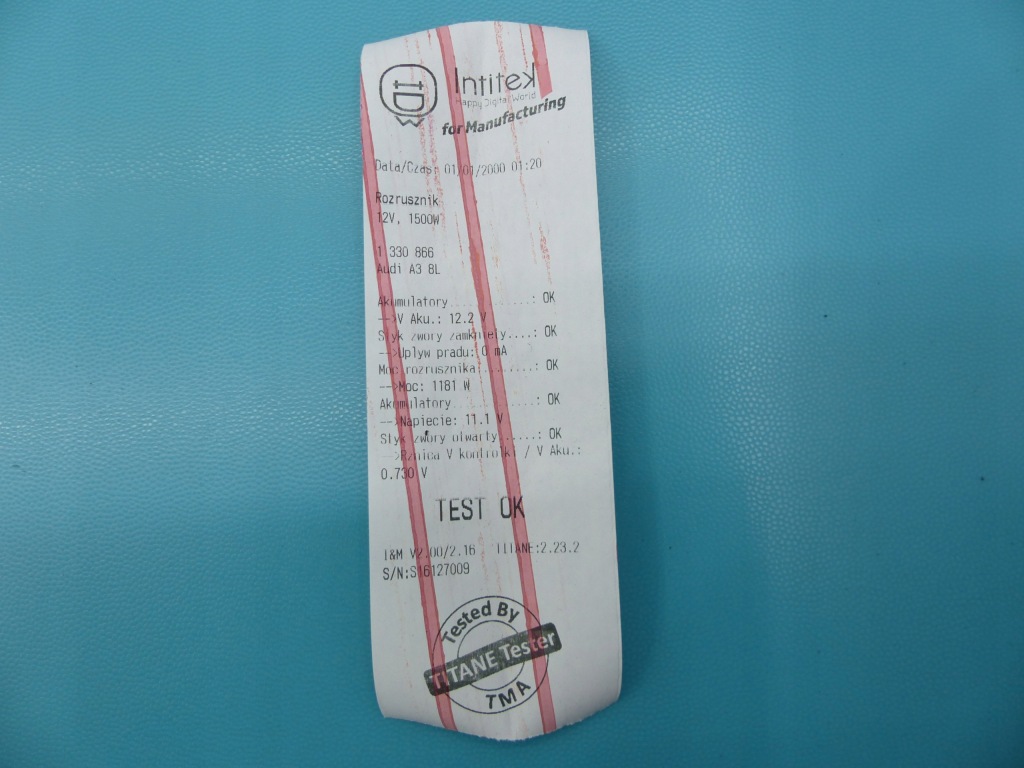 Intitek
Happy Digital World
for Manufacturing
Data/Czas: 01/01/2000 01:20
Rozrusznik
12V, 1500W
1 330 866
Audi A3 8L
Akumulatory..............: OK
-->V Aku.: 12.2 V
Styk zwory zamkniety....: OK
-->Uplyw pradu: 0 mA
Moc rozrusznika.........: OK
-->Moc: 1181 W
Akumulatory..............: OK
-->Napiecie: 11.1 V
Styk zwory otwarty......: OK
-->Rznica V kontrolki / V Aku.:
0.730 V
TEST OK
I&M V2.00/2.16 TITANE:2.23.2
S/N:S16127009
Tested By
TITANE Tester
TMA